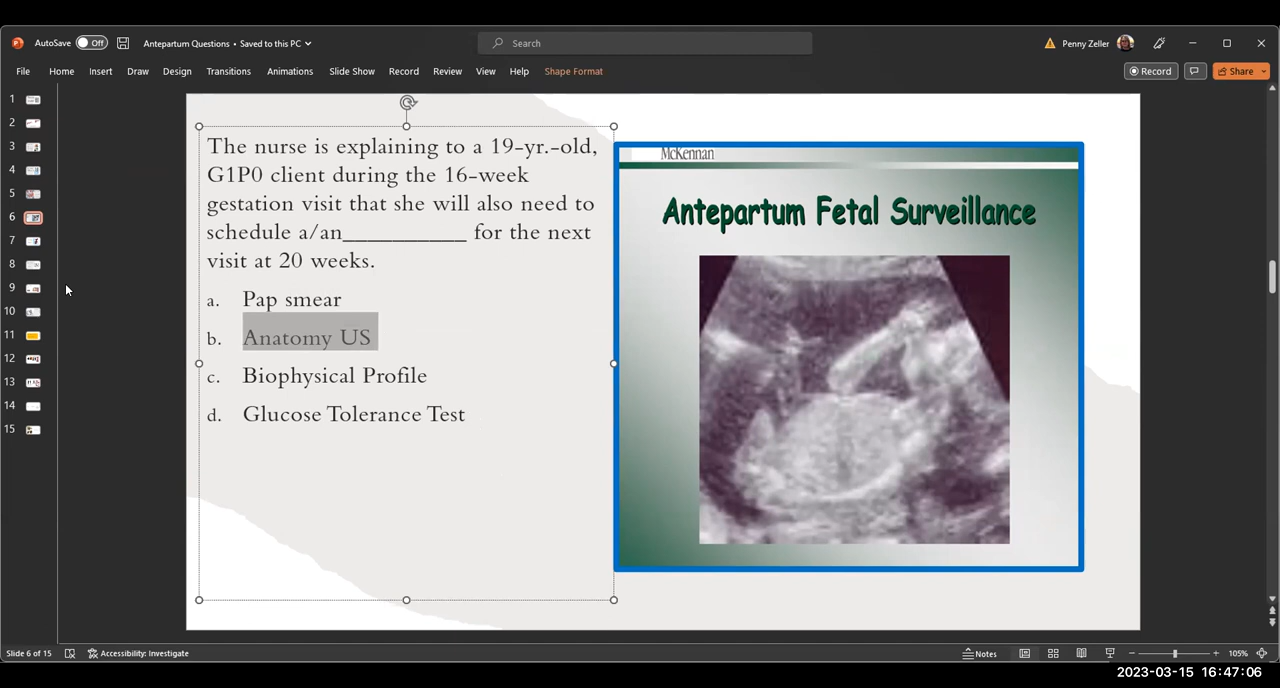 AutoSave Off Antepartum Questions • Saved to this PC Search Penny Zeller
File Home Insert Draw Design Transitions Animations Slide Show Record Review View Help Shape Format Record Share
1
2
3
4
5
6
7
8
9
10
11
12
13
14
15
The nurse is explaining to a 19-yr.-old,
G1P0 client during the 16-week
gestation visit that she will also need to
schedule a/an__________ for the next
visit at 20 weeks.
a. Pap smear
b. Anatomy US
c. Biophysical Profile
d. Glucose Tolerance Test
McKennan
Antepartum Fetal Surveillance
Slide 6 of 15 Accessibility: Investigate Notes 105%
2023-03-15 16:47:06